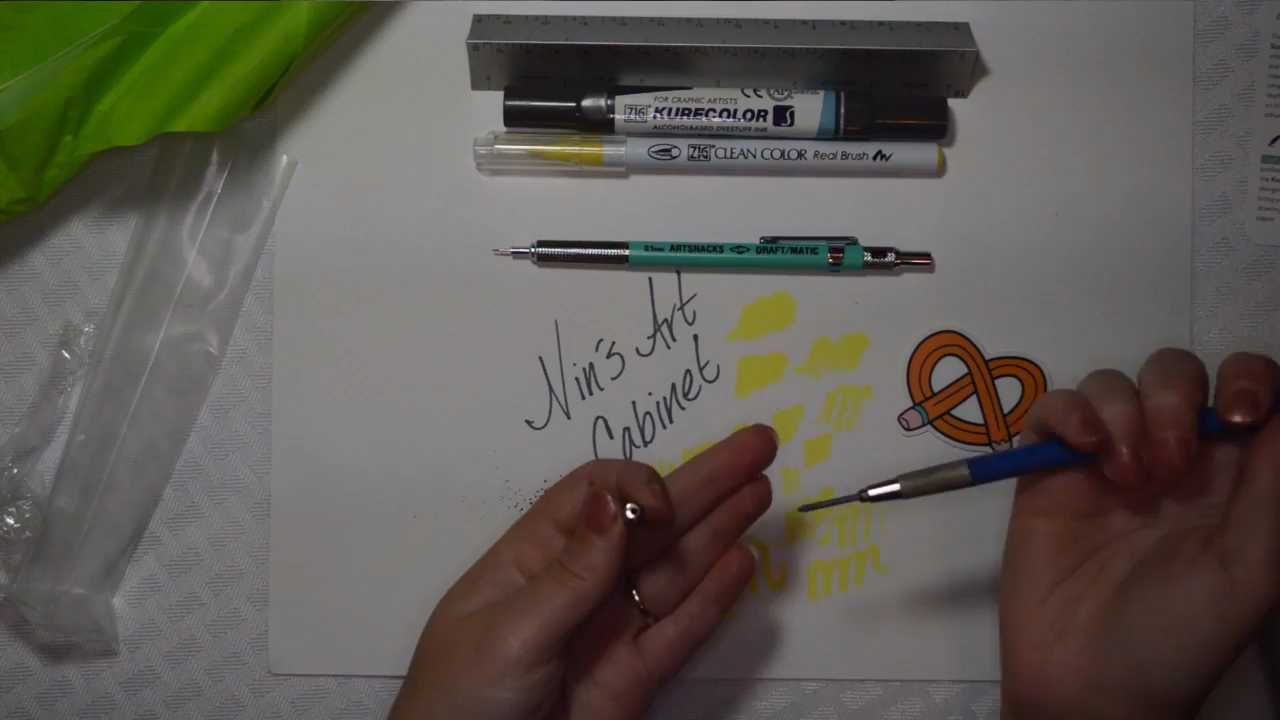 FOR GRAPHIC ARTISTS
ZIG KURECOLOR
ALCOHOLBASED DYESTUFF INK
ZIG CLEAN COLOR Real Brush
0.5mm ARTSNACKS DRAFT/MATIC
Nin's Art
Cabinet